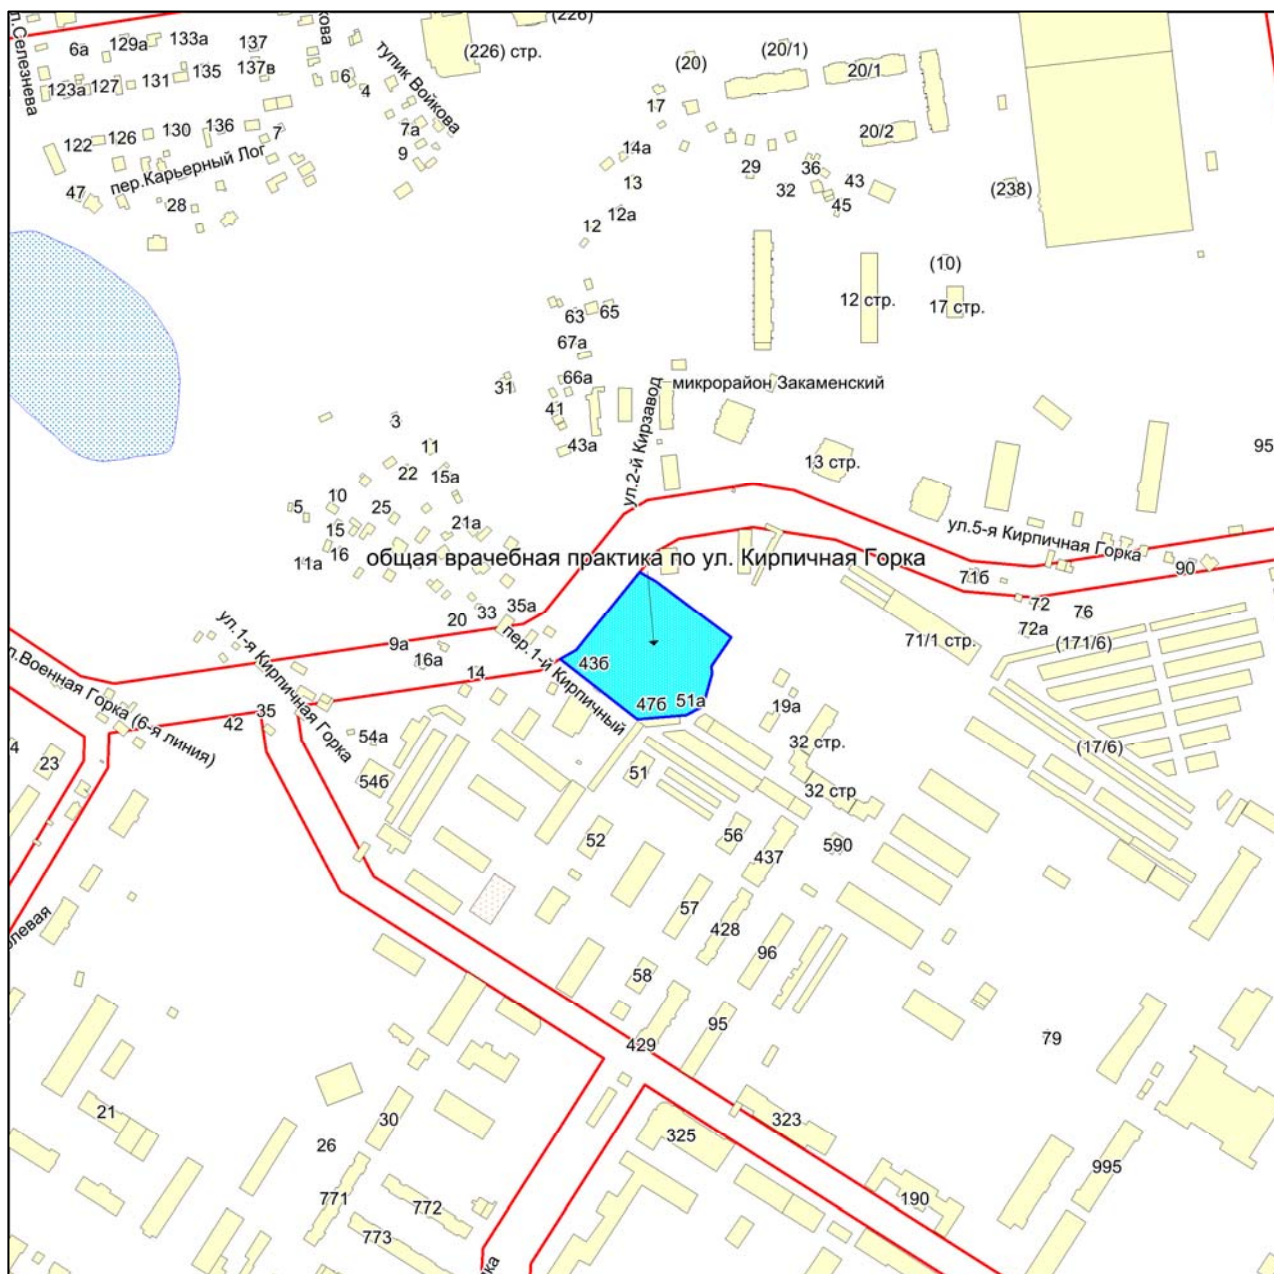 (226)
ул.Селезнева
6а
129а
133а
137
(226) стр.
(20)
(20/1)
тупик Войкова
123а
127
131
135
137в
6
4
20/1
17
122
126
130
136
7
7а
9
20/2
14а
пер.Карьерный Лог
29
36
32
43
45
(238)
13
47
28
12
12а
(10)
12 стр.
17 стр.
63
65
67а
66а
31
41
43а
ул.2-й Кирзавод
микрорайон Закаменский
3
11
13 стр.
95
22
15а
10
5
25
15
21а
16
11а
ул.5-я Кирпичная Горка
общая врачебная практика по ул. Кирпичная Горка
71б
90
72
76
72а
20
33
35а
71/1 стр.
(171/6)
ул.1-я Кирпичная Горка
9а
16а
14
пер.1-й Кирпичный
43б
47б
51а
19а
ул.Военная Горка (6-я линия)
42
35
54а
54б
32 стр.
32 стр
(17/6)
4
23
51
52
56
437
590
57
428
96
58
95
429
79
21
30
26
323
325
995
190
771
772
773